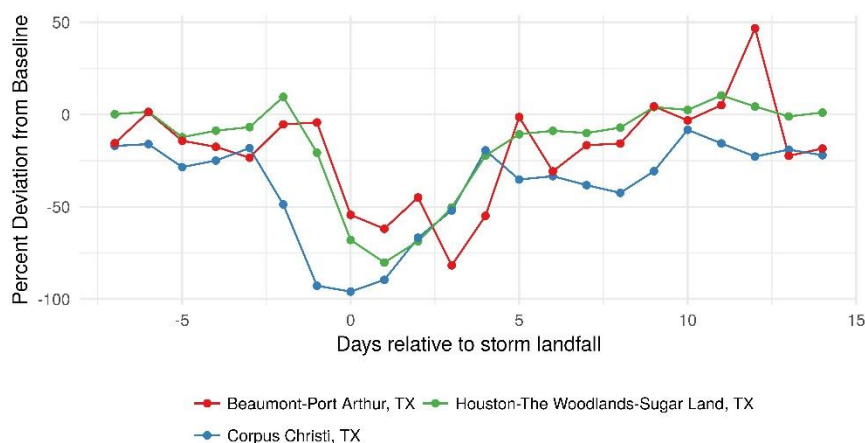 Percent Deviation from Baseline
50
0
-50
-100
-5
0
5
10
15
Days relative to storm landfall
Beaumont-Port Arthur, TX
Houston-The Woodlands-Sugar Land, TX
Corpus Christi, TX